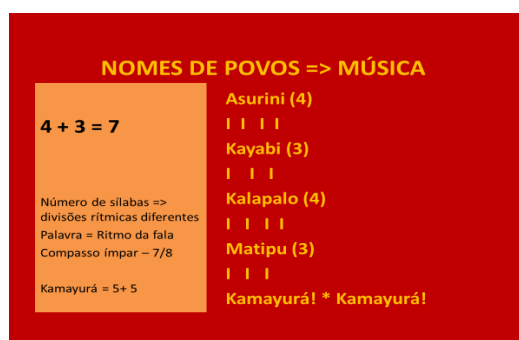 NOMES DE POVOS => MÚSICA
4 + 3 = 7
Número de sílabas =>
divisões rítmicas diferentes
Palavra = Ritmo da fala
Compasso ímpar – 7/8
Kamayurá = 5+ 5
Asurini (4)
I I I I
Kayabi (3)
I I I
Kalapalo (4)
I I I I
Matipu (3)
I I I
Kamayurá! * Kamayurá!